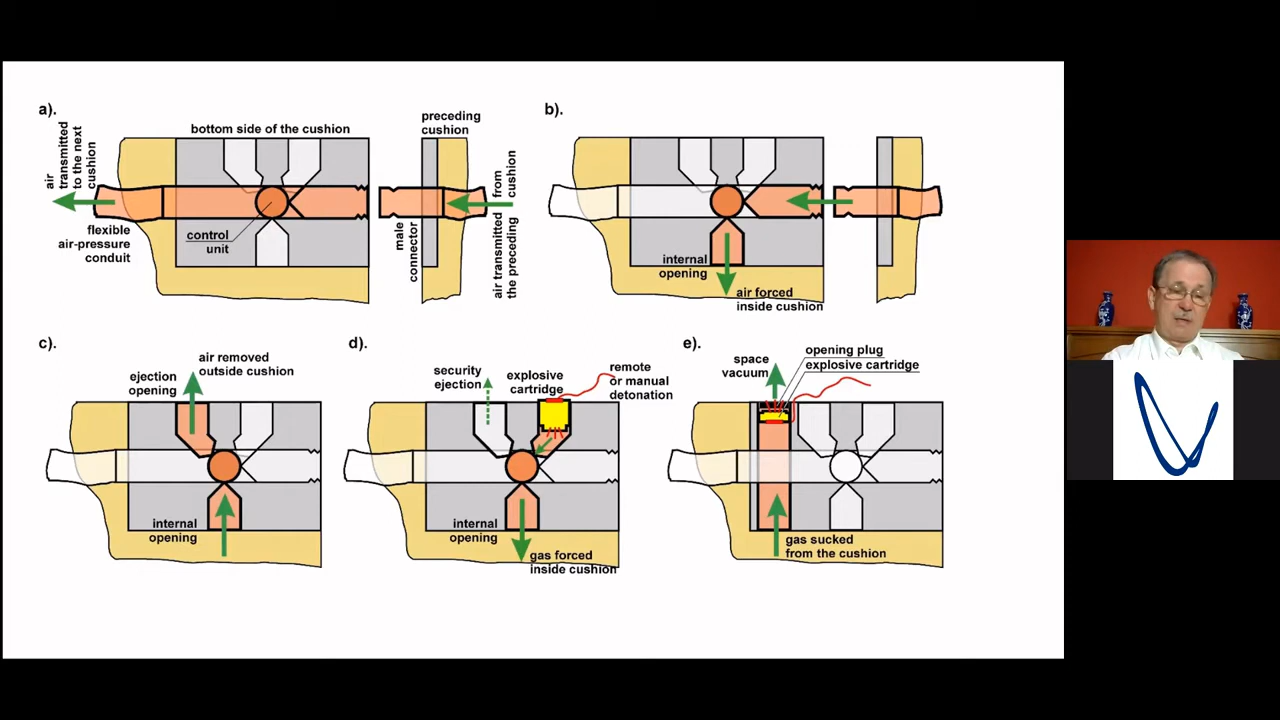 a).
bottom side of the cushion
preceding
cushion
air
transmitted
to the next
cushion
flexible
air-pressure
conduit
control
unit
male
connector
air transmitted from
the preceding cushion
b).
internal
opening
air forced
inside cushion
c).
ejection
opening
air removed
outside cushion
internal
opening
d).
security
ejection
explosive
cartridge
remote
or manual
detonation
internal
opening
gas forced
inside cushion
e).
space
vacuum
opening plug
explosive cartridge
gas sucked
from the cushion